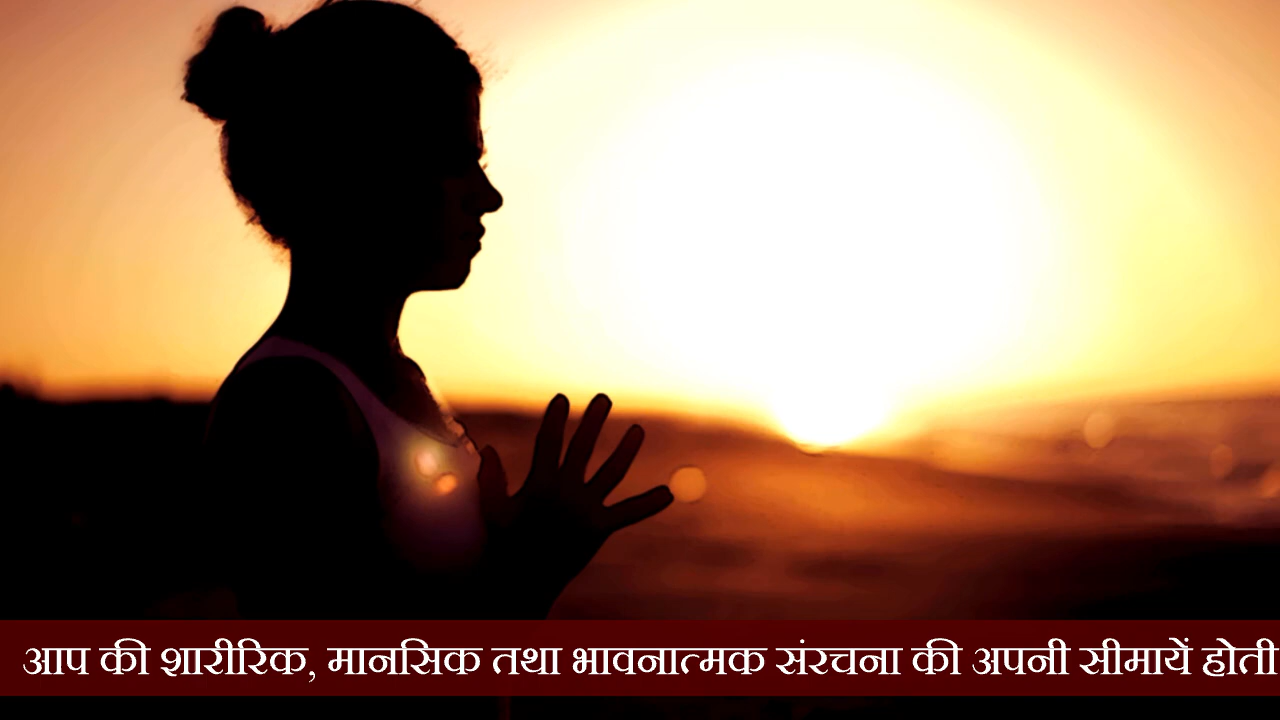 आप की शारीरिक, मानसिक तथा भावनात्मक संरचना की अपनी सीमायें होती